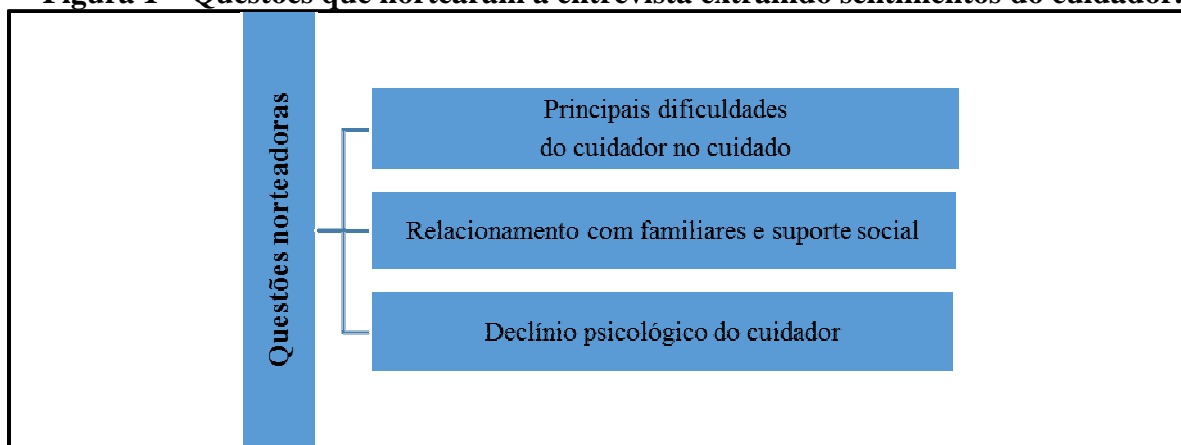 Figura 1 – Questões que nortearam a entrevista extraindo sentimentos do cuidador.
Questões norteadoras
Principais dificuldades
do cuidador no cuidado
Relacionamento com familiares e suporte social
Declínio psicológico do cuidador